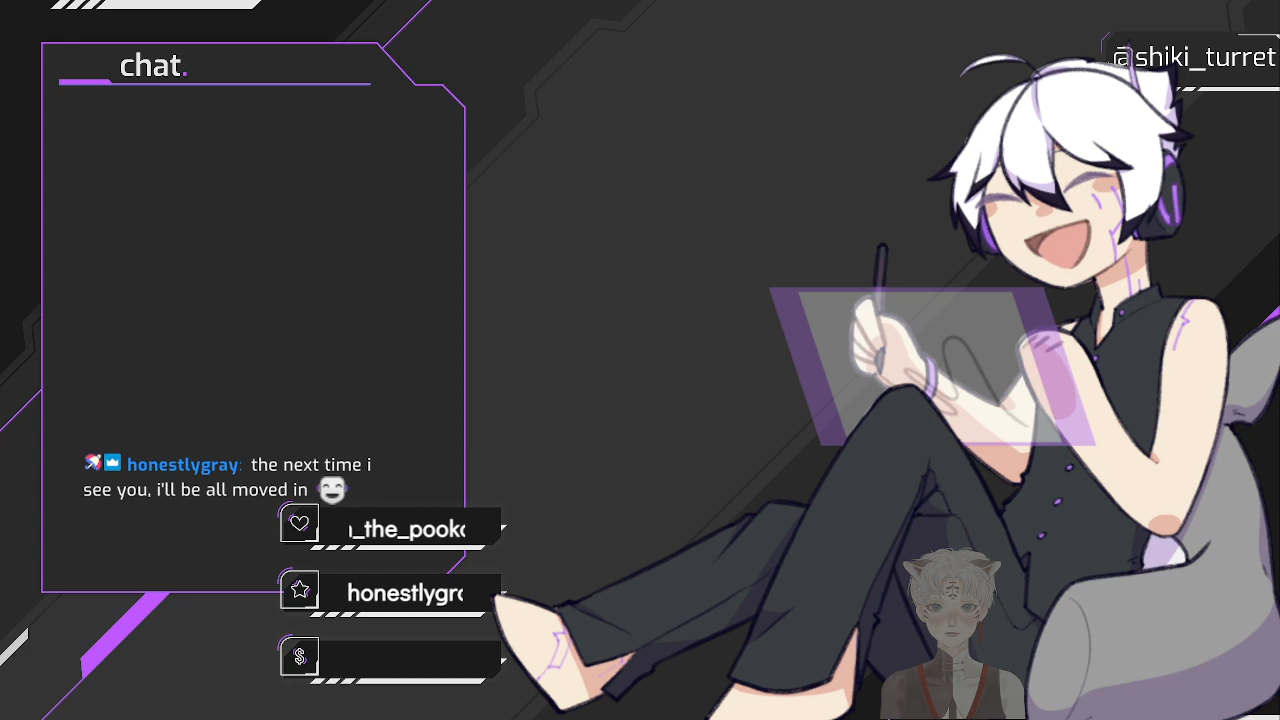 chat.
@shiki_turret
honestlygray: the next time i
see you, i'll be all moved in
_the_pook
honestlygr
$